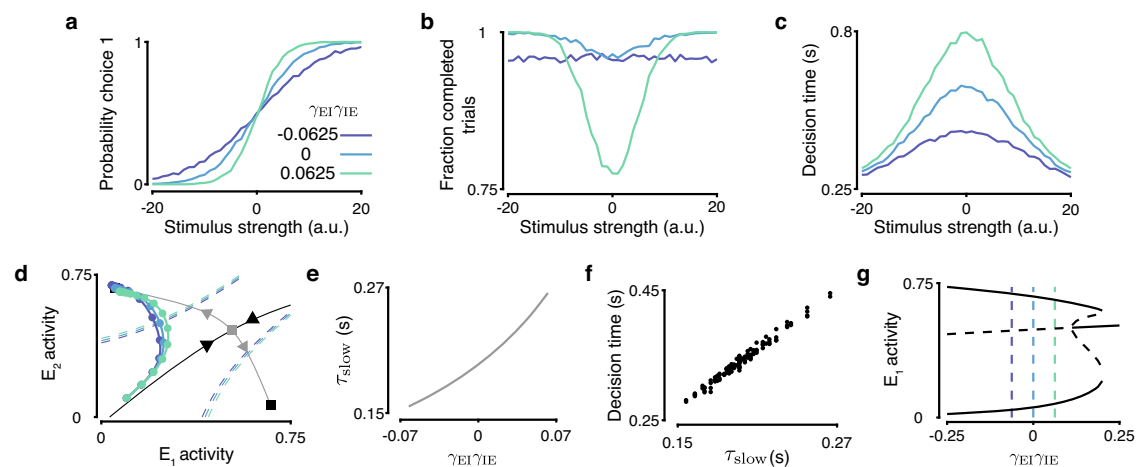 a
b
c
Probability choice 1
1
0
-20
0
20
Stimulus strength (a.u.)
γEIγIE
-0.0625
0
0.0625
Fraction completed
trials
1
0.75
-20
0
20
Stimulus strength (a.u.)
Decision time (s)
0.8
0.25
-20
0
20
Stimulus strength (a.u.)
d
e
f
g
E2 activity
0.75
0
0
0.75
E1 activity
τslow (s)
0.27
0.15
-0.07
0
0.07
γEIγIE
Decision time (s)
0.45
0.25
0.15
0.27
τslow (s)
E1 activity
0.75
0
-0.25
0
0.25
γEIγIE